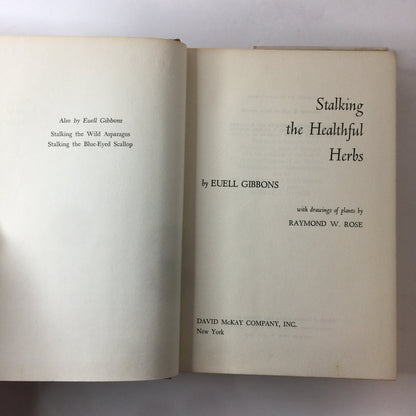 Also by Euell Gibbons
Stalking the Wild Asparagus
Stalking the Blue-Eyed Scallop
Stalking
the Healthful
Herbs
by EUELL GIBBONS
with drawings of plants by
RAYMOND W. ROSE
DAVID McKAY COMPANY, INC.
New York